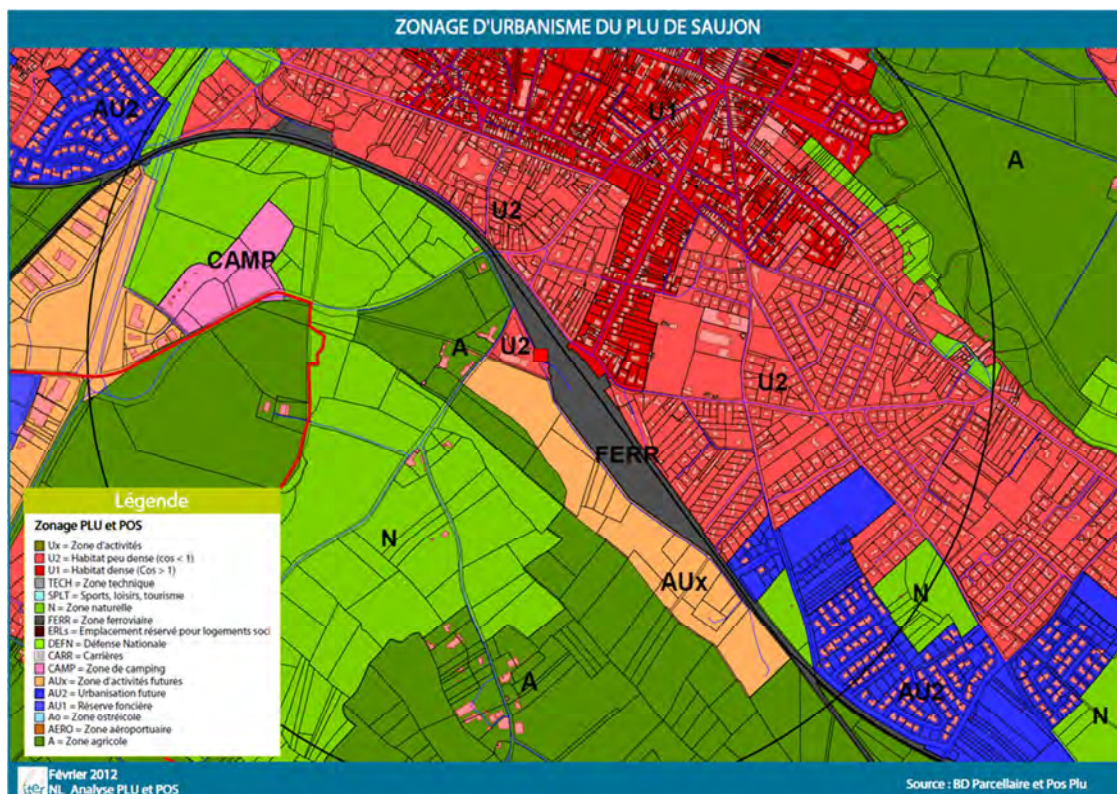 ZONAGE D'URBANISME DU PLU DE SAUJON
AU2
U1
A
U2
CAMP
A
U2
U2
FERR
N
AUx
N
A
AU2
N
Légende
Zonage PLU et POS
Ux = Zone d'activités
U2 = Habitat peu dense (cos < 1)
U1 = Habitat dense (Cos > 1)
TECH = Zone technique
SPLT = Sports, loisirs, tourisme
N = Zone naturelle
FERR = Zone ferroviaire
ERLs = Emplacement réservé pour logements soci
DEFN = Défense Nationale
CARR = Carrières
CAMP = Zone de camping
AUx = Zone d'activités futures
AU2 = Urbanisation future
AU1 = Réserve foncière
Ao = Zone ostréicole
AERO = Zone aéroportuaire
A = Zone agricole
iter
Février 2012
NL_Analyse PLU et POS
Source : BD Parcellaire et Pos Plu